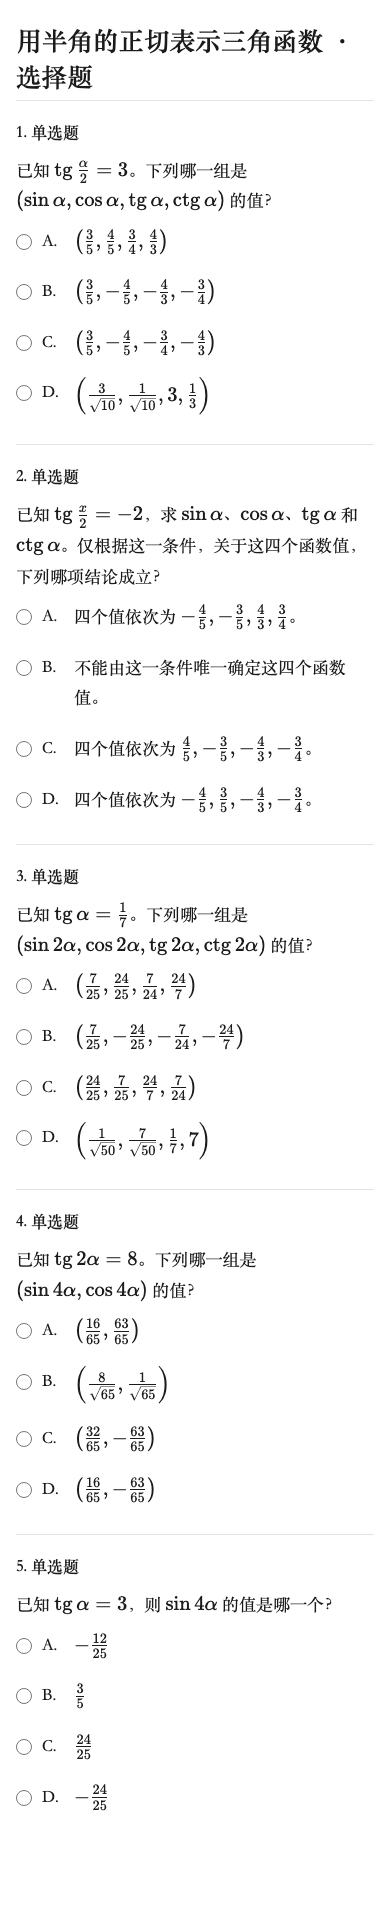 用半角的正切表示三角函数 ·
选择题
1. 单选题
已知 tg α/2 = 3。下列哪一组是
(sin α, cos α, tg α, ctg α) 的值?
A. (3/5, 4/5, 3/4, 4/3)
B. (3/5, −4/5, −4/3, −3/4)
C. (3/5, −4/5, −3/4, −4/3)
D. (3/√10, 1/√10, 3, 1/3)
2. 单选题
已知 tg x/2 = −2，求 sin α、cos α、tg α 和
ctg α。仅根据这一条件，关于这四个函数值，
下列哪项结论成立?
A. 四个值依次为 −4/5, −3/5, 4/3, 3/4。
B. 不能由这一条件唯一确定这四个函数
值。
C. 四个值依次为 4/5, −3/5, −4/3, −3/4。
D. 四个值依次为 −4/5, 3/5, −4/3, −3/4。
3. 单选题
已知 tg α = 1/7。下列哪一组是
(sin 2α, cos 2α, tg 2α, ctg 2α) 的值?
A. (7/25, 24/25, 7/24, 24/7)
B. (7/25, −24/25, −7/24, −24/7)
C. (24/25, 7/25, 24/7, 7/24)
D. (1/√50, 7/√50, 1/7, 7)
4. 单选题
已知 tg 2α = 8。下列哪一组是
(sin 4α, cos 4α) 的值?
A. (16/65, 63/65)
B. (8/√65, 1/√65)
C. (32/65, −63/65)
D. (16/65, −63/65)
5. 单选题
已知 tg α = 3，则 sin 4α 的值是哪一个?
A. −12/25
B. 3/5
C. 24/25
D. −24/25